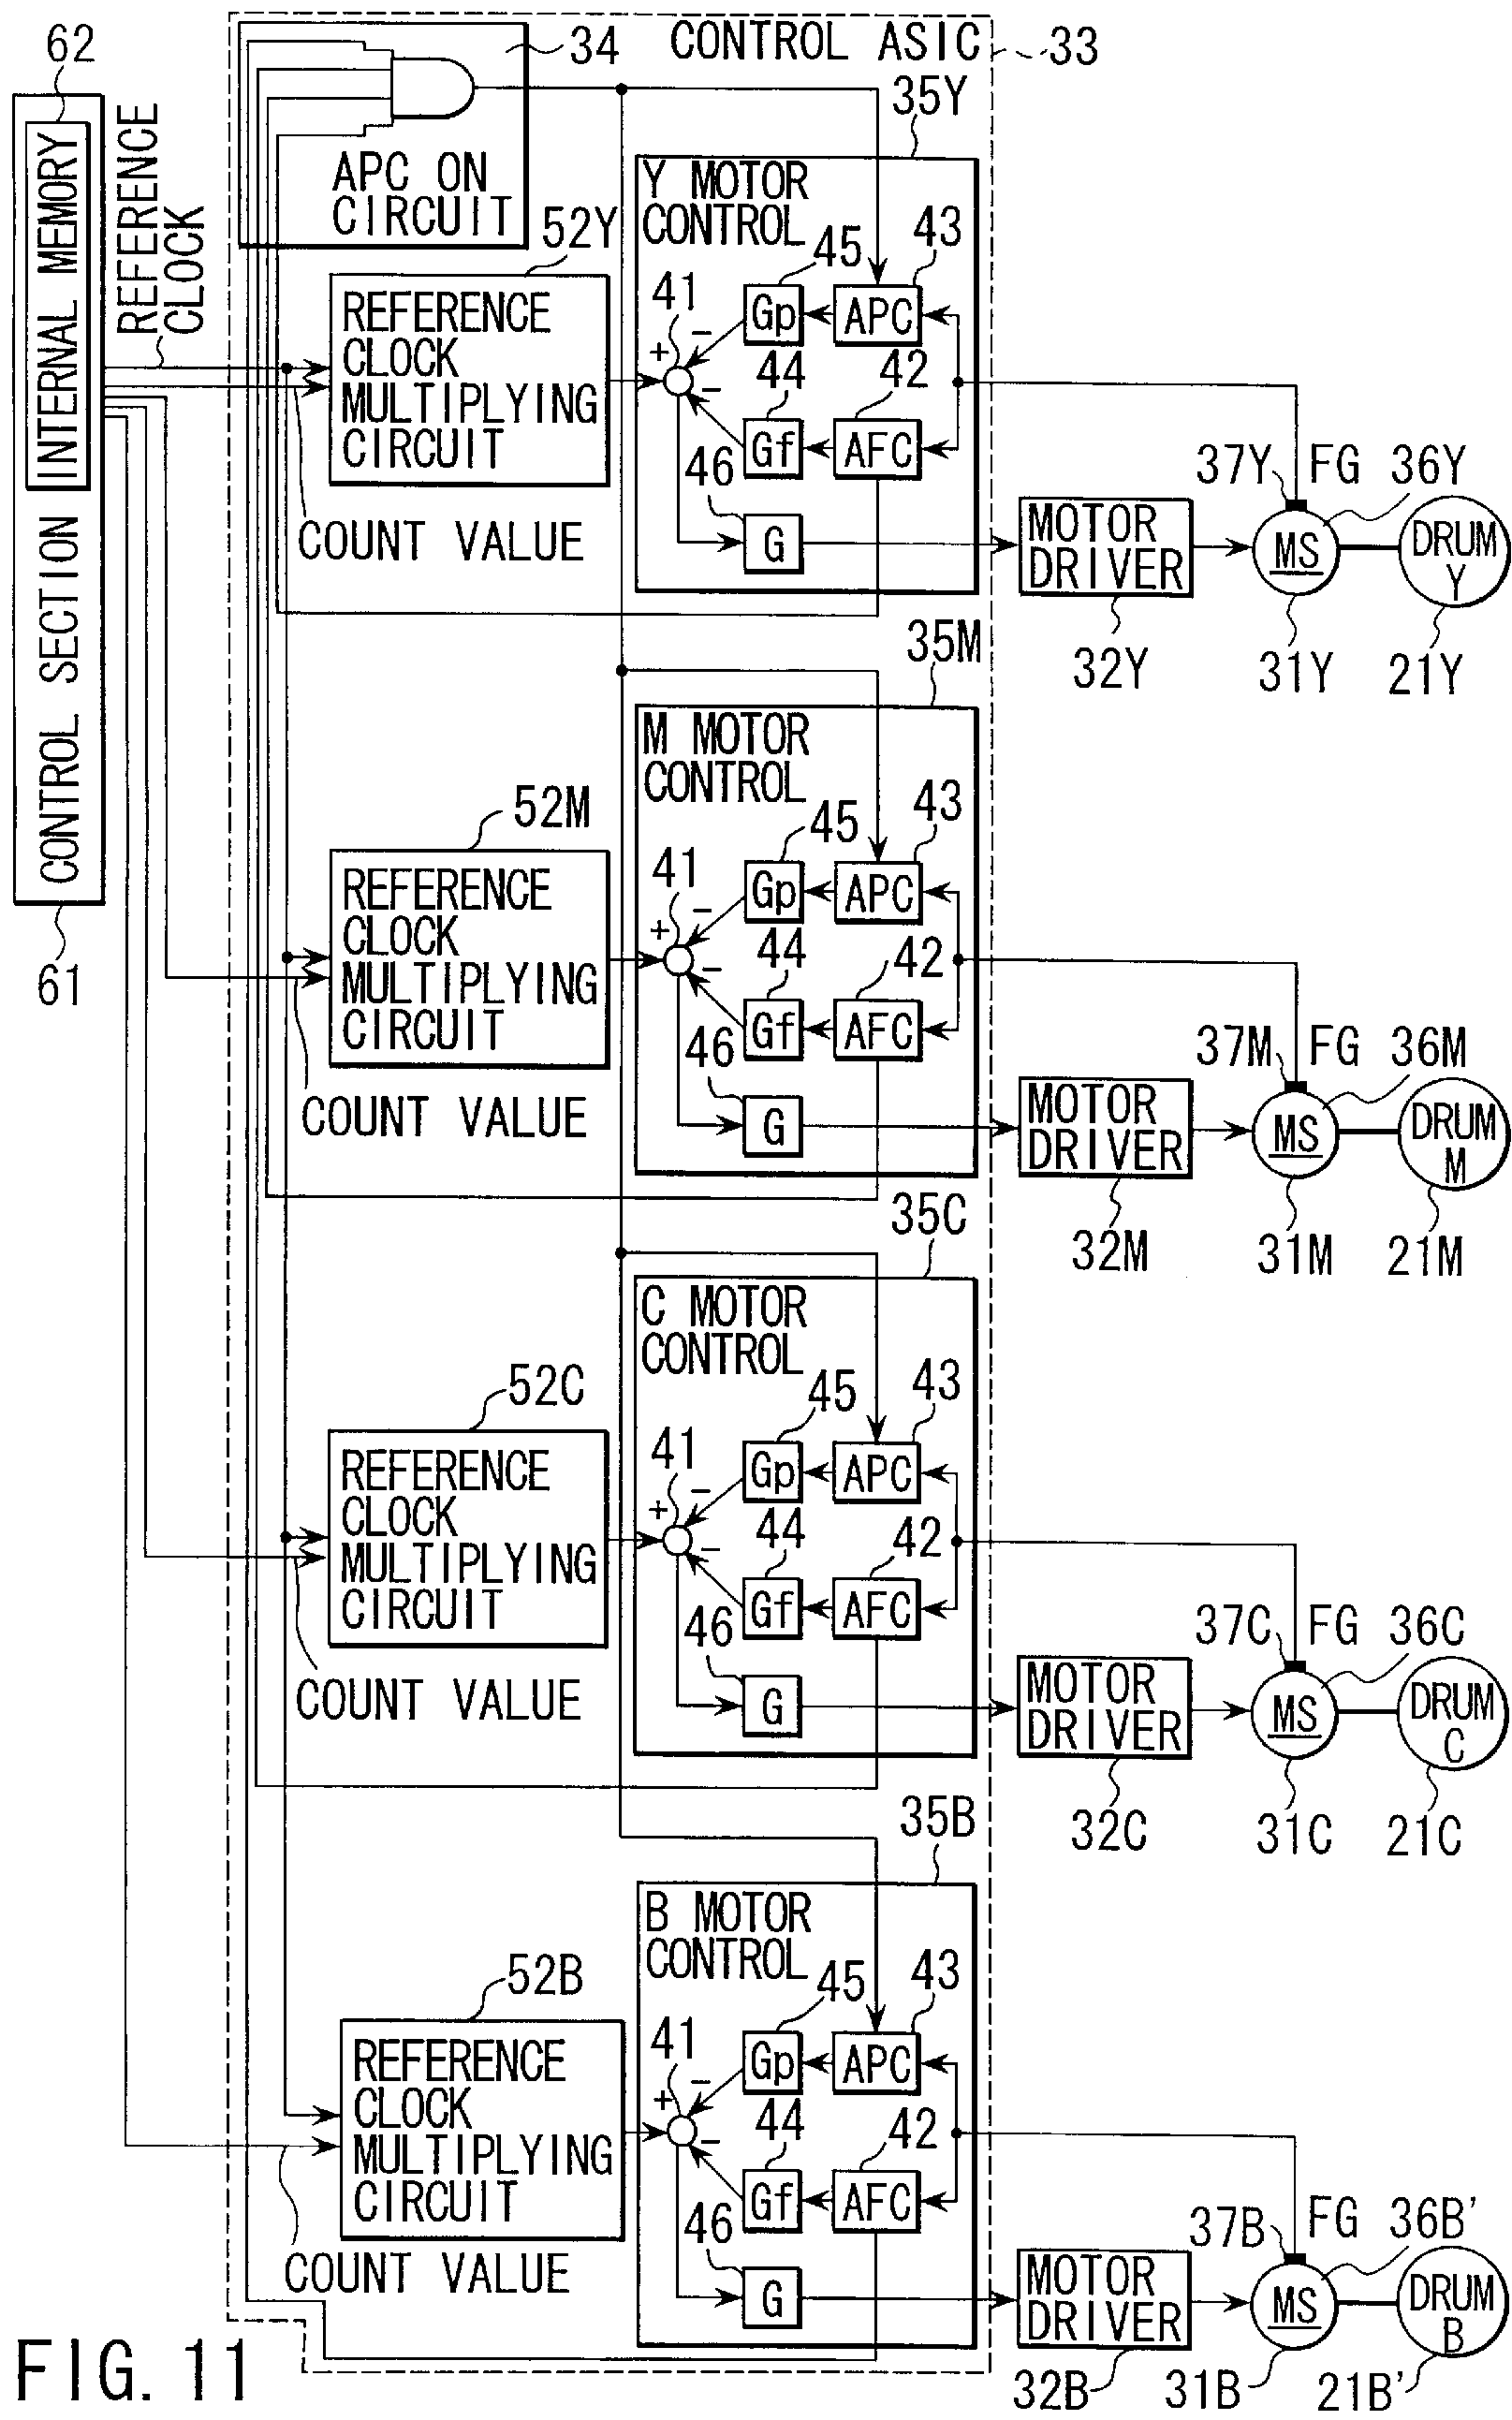 62
INTERNAL MEMORY
CONTROL SECTION
61
REFERENCE
CLOCK
34
CONTROL ASIC
33
APC ON
CIRCUIT
52Y
REFERENCE
CLOCK
MULTIPLYING
CIRCUIT
COUNT VALUE
35Y
Y MOTOR
CONTROL
45
43
41
Gp
APC
+
-
-
44
42
Gf
AFC
46
G
37Y
FG
36Y
MOTOR
DRIVER
MS
DRUM
Y
32Y
31Y
21Y
52M
REFERENCE
CLOCK
MULTIPLYING
CIRCUIT
COUNT VALUE
35M
M MOTOR
CONTROL
45
43
41
Gp
APC
+
-
-
44
42
Gf
AFC
46
G
37M
FG
36M
MOTOR
DRIVER
MS
DRUM
M
32M
31M
21M
52C
REFERENCE
CLOCK
MULTIPLYING
CIRCUIT
COUNT VALUE
35C
C MOTOR
CONTROL
45
43
41
Gp
APC
+
-
-
44
42
Gf
AFC
46
G
37C
FG
36C
MOTOR
DRIVER
MS
DRUM
C
32C
31C
21C
52B
REFERENCE
CLOCK
MULTIPLYING
CIRCUIT
COUNT VALUE
35B
B MOTOR
CONTROL
45
43
41
Gp
APC
+
-
-
44
42
Gf
AFC
46
G
37B
FG
36B'
MOTOR
DRIVER
MS
DRUM
B
32B
31B
21B'
FIG. 11